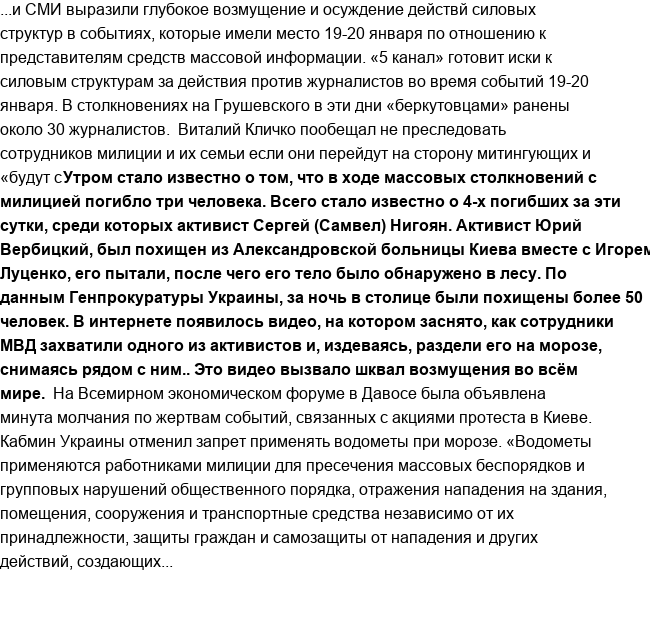 ...и СМИ выразили глубокое возмущение и осуждение действй силовых
структур в событиях, которые имели место 19-20 января по отношению к
представителям средств массовой информации. «5 канал» готовит иски к
силовым структурам за действия против журналистов во время событий 19-20
января. В столкновениях на Грушевского в эти дни «беркутовцами» ранены
около 30 журналистов.  Виталий Кличко пообещал не преследовать
сотрудников милиции и их семьи если они перейдут на сторону митингующих и
«будут сУтром стало известно о том, что в ходе массовых столкновений с
милицией погибло три человека. Всего стало известно о 4-х погибших за эти
сутки, среди которых активист Сергей (Самвел) Нигоян. Активист Юрий
Вербицкий, был похищен из Александровской больницы Киева вместе с Игорем
Луценко, его пытали, после чего его тело было обнаружено в лесу. По
данным Генпрокуратуры Украины, за ночь в столице были похищены более 50
человек. В интернете появилось видео, на котором заснято, как сотрудники
МВД захватили одного из активистов и, издеваясь, раздели его на морозе,
снимаясь рядом с ним.. Это видео вызвало шквал возмущения во всём
мире.  На Всемирном экономическом форуме в Давосе была объявлена
минута молчания по жертвам событий, связанных с акциями протеста в Киеве.
Кабмин Украины отменил запрет применять водометы при морозе. «Водометы
применяются работниками милиции для пресечения массовых беспорядков и
групповых нарушений общественного порядка, отражения нападения на здания,
помещения, сооружения и транспортные средства независимо от их
принадлежности, защиты граждан и самозащиты от нападения и других
действий, создающих...